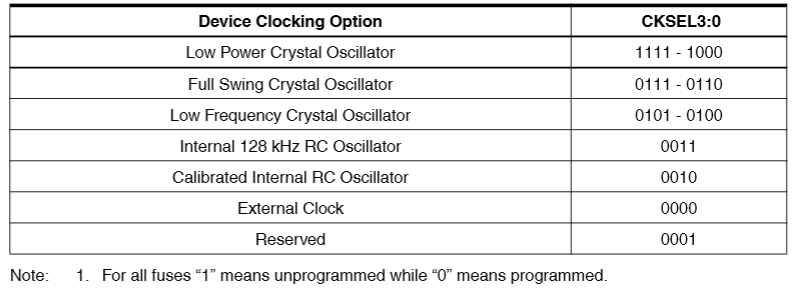 Device Clocking Option CKSEL3:0
Low Power Crystal Oscillator 1111 - 1000
Full Swing Crystal Oscillator 0111 - 0110
Low Frequency Crystal Oscillator 0101 - 0100
Internal 128 kHz RC Oscillator 0011
Calibrated Internal RC Oscillator 0010
External Clock 0000
Reserved 0001
Note: 1. For all fuses “1” means unprogrammed while “0” means programmed.